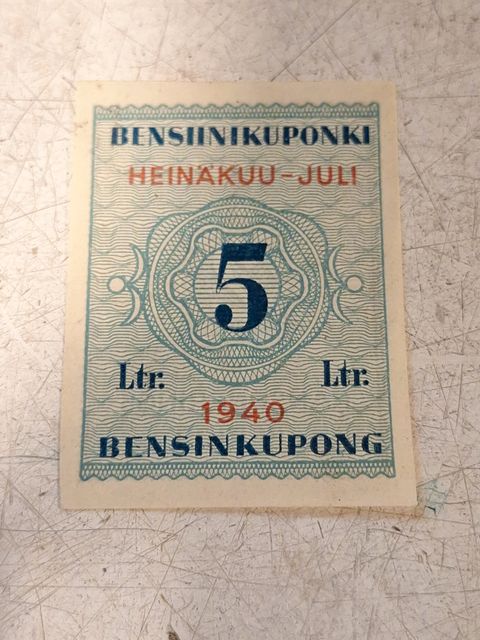 BENSIINIKUPONKI
HEINÄKUU-JULI
5
Ltr. Ltr.
1940
BENSINKUPONG